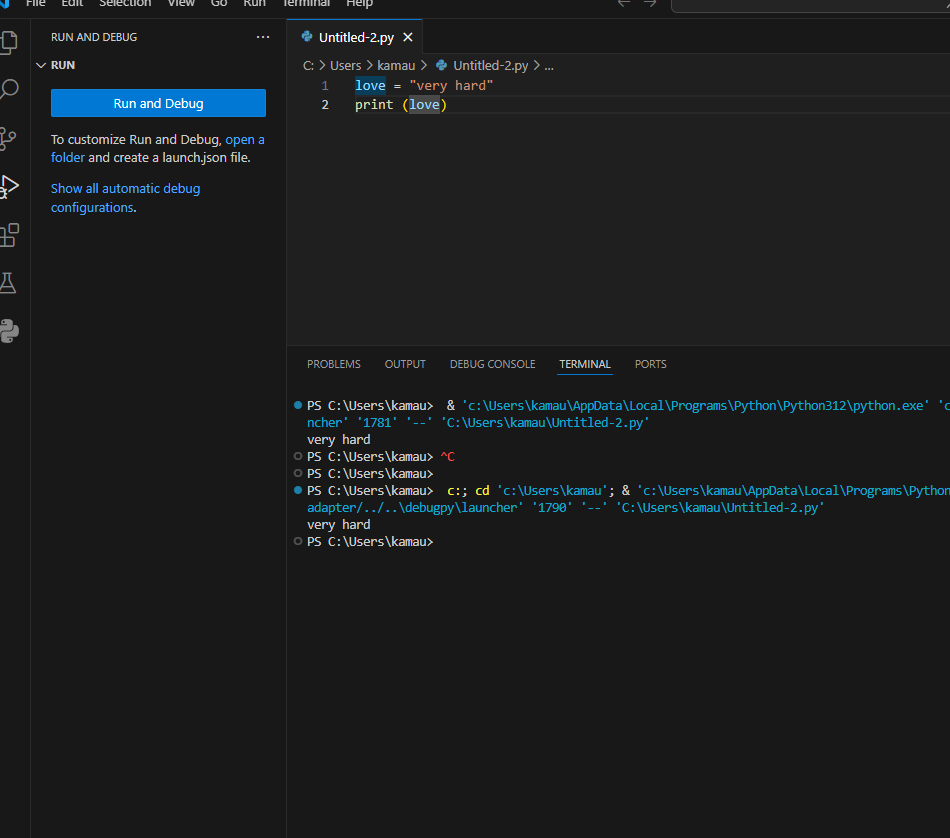 File Edit Selection View Go Run Terminal Help
RUN AND DEBUG ...
RUN
Run and Debug
To customize Run and Debug, open a
folder and create a launch.json file.
Show all automatic debug
configurations.
Untitled-2.py
C: > Users > kamau > Untitled-2.py > ...
1 love = "very hard"
2 print (love)
PROBLEMS OUTPUT DEBUG CONSOLE TERMINAL PORTS
PS C:\Users\kamau> & 'c:\Users\kamau\AppData\Local\Programs\Python\Python312\python.exe' 'c
ncher' '1781' '--' 'C:\Users\kamau\Untitled-2.py'
very hard
PS C:\Users\kamau> ^C
PS C:\Users\kamau>
PS C:\Users\kamau> c:; cd 'c:\Users\kamau'; & 'c:\Users\kamau\AppData\Local\Programs\Python
adapter/../..\debugpy\launcher' '1790' '--' 'C:\Users\kamau\Untitled-2.py'
very hard
PS C:\Users\kamau>